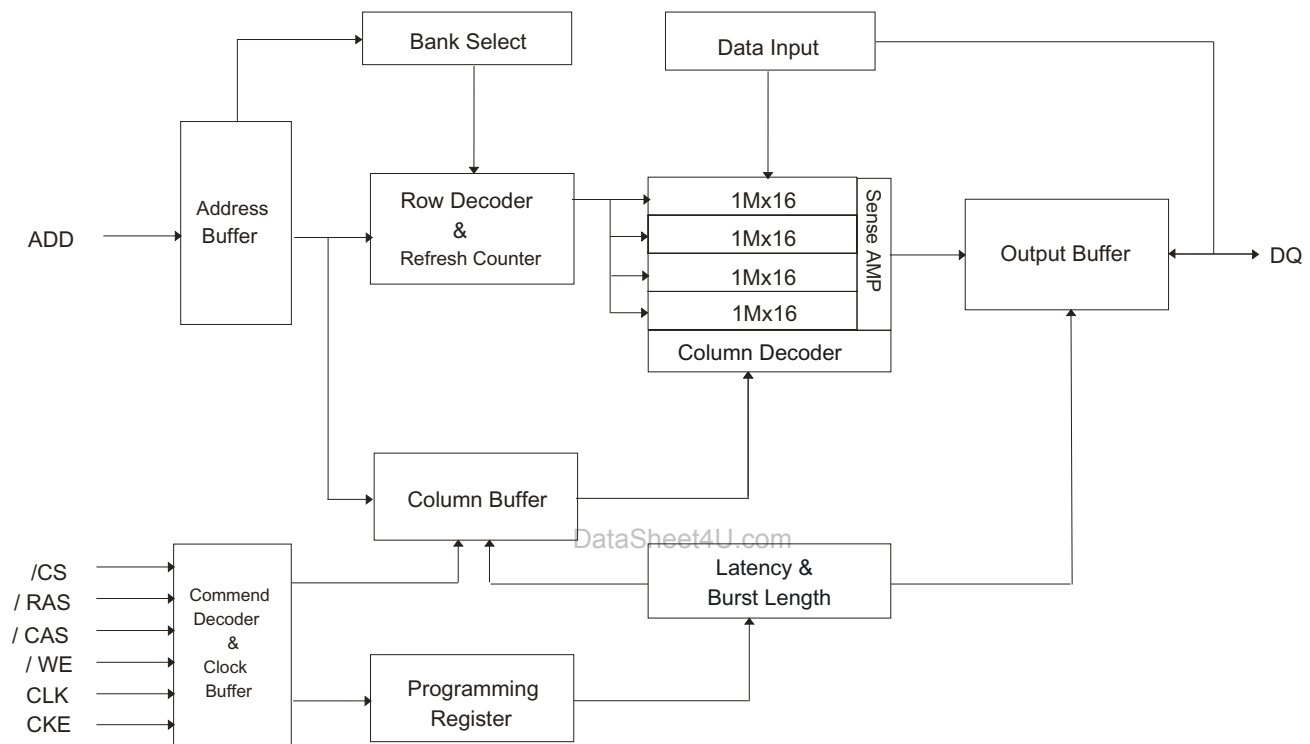 Bank Select
Data Input
ADD
Address
Buffer
Row Decoder
&
Refresh Counter
1Mx16
1Mx16
1Mx16
1Mx16
Sense AMP
Column Decoder
Output Buffer
DQ
Column Buffer
DataSheet4U.com
/CS
/ RAS
/ CAS
/ WE
CLK
CKE
Commend
Decoder
&
Clock
Buffer
Latency &
Burst Length
Programming
Register